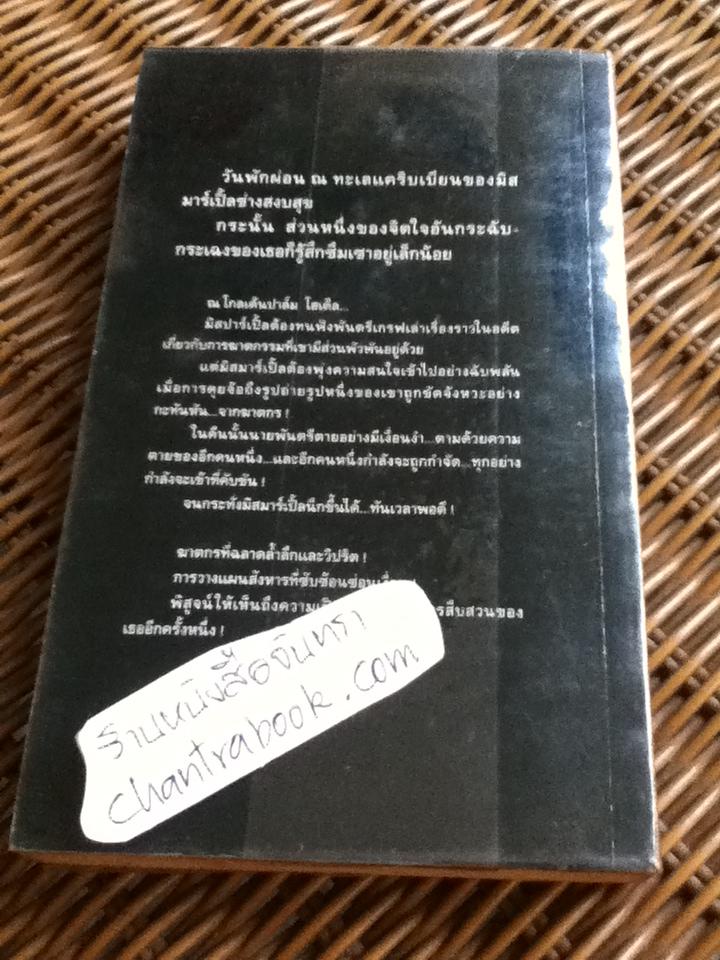 วันพักผ่อน ณ ทะเลแคริบเบียนของมิส
มาร์เปิ้ลช่างสงบสุข
กระนั้น ส่วนหนึ่งของจิตใจอันกระฉับ-
กระเฉงของเธอก็รู้สึกซึมเซาอยู่เล็กน้อย
ณ โกลเด้นปาล์ม โฮเต็ล...
มิสปาร์เปิ้ลต้องทนฟังพันตรีเกรฟเล่าเรื่องราวในอดีต
เกี่ยวกับการฆาตกรรมที่เขามีส่วนพัวพันอยู่ด้วย
แต่มิสมาร์เปิ้ลต้องพุ่งความสนใจเข้าไปอย่างฉับพลัน
เมื่อการคุยจ้อถึงรูปถ่ายรูปหนึ่งของเขาถูกขัดจังหวะอย่าง
กะทันหัน...จากฆาตกร !
ในคืนนั้นนายพันตรีตายอย่างมีเงื่อนงำ...ตามด้วยความ
ตายของอีกคนหนึ่ง...และอีกคนหนึ่งกำลังจะถูกกำจัด...ทุกอย่าง
กำลังจะเข้าที่คับขัน !
จนกระทั่งมิสมาร์เปิ้ลนึกขึ้นได้...ทันเวลาพอดี !
ฆาตกรที่ฉลาดล้ำลึกและวิปริต !
การวางแผนสังหารที่ซับซ้อนซ่อน
พิสูจน์ให้เห็นถึงความ รสืบสวนของ
เธออีกครั้งหนึ่ง !
ร้านหนังสือจันทรา
chantrabook.com